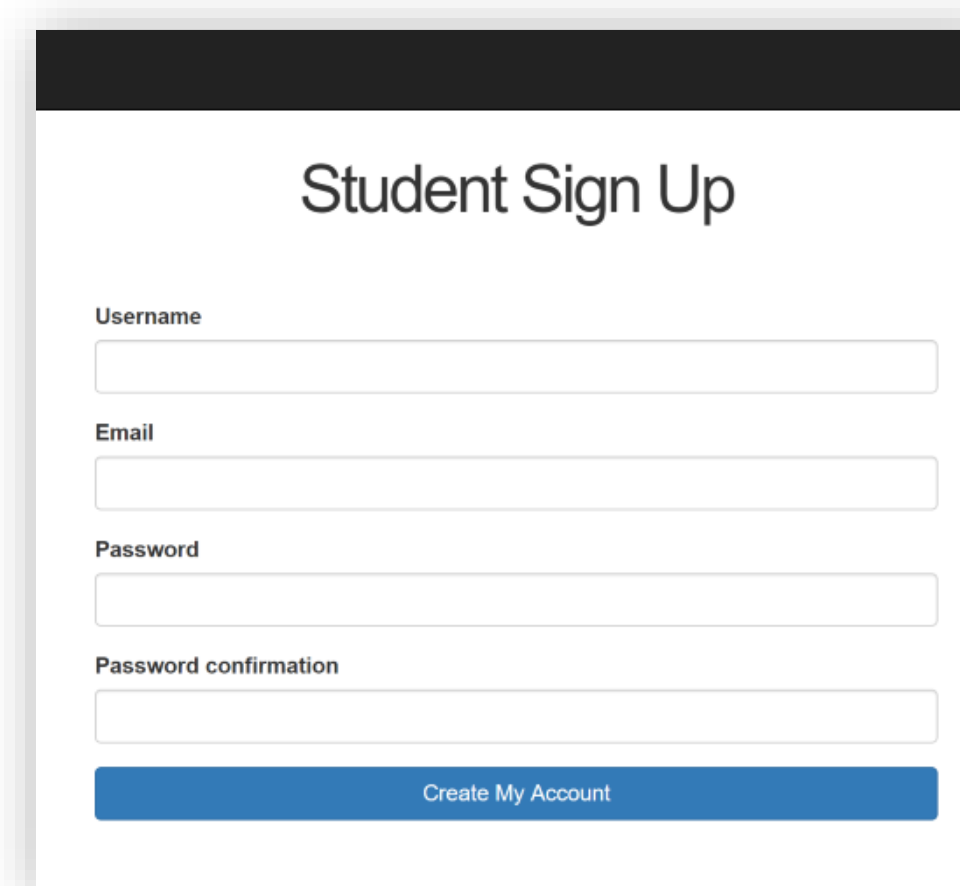 Student Sign Up
Username
Email
Password
Password confirmation
Create My Account